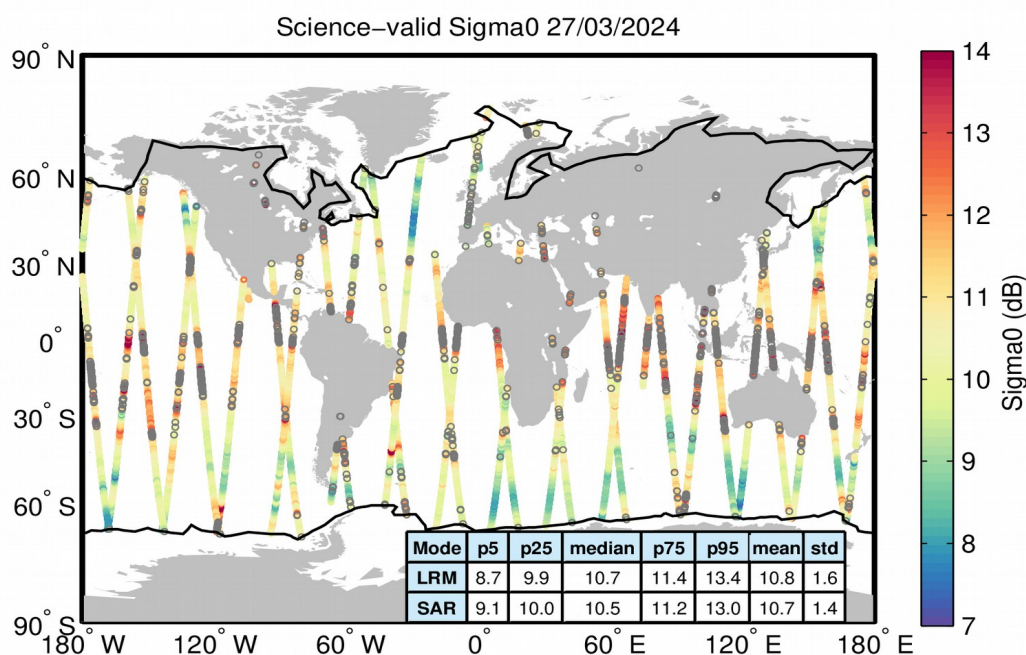 Science−valid Sigma0 27/03/2024
90° N
60° N
30° N
0°
30° S
60° S
90° S
180° W
120° W
60° W
0°
60° E
120° E
180° E
14
13
12
11
10
9
8
7
Sigma0 (dB)
Mode p5 p25 median p75 p95 mean std
LRM 8.7 9.9 10.7 11.4 13.4 10.8 1.6
SAR 9.1 10.0 10.5 11.2 13.0 10.7 1.4